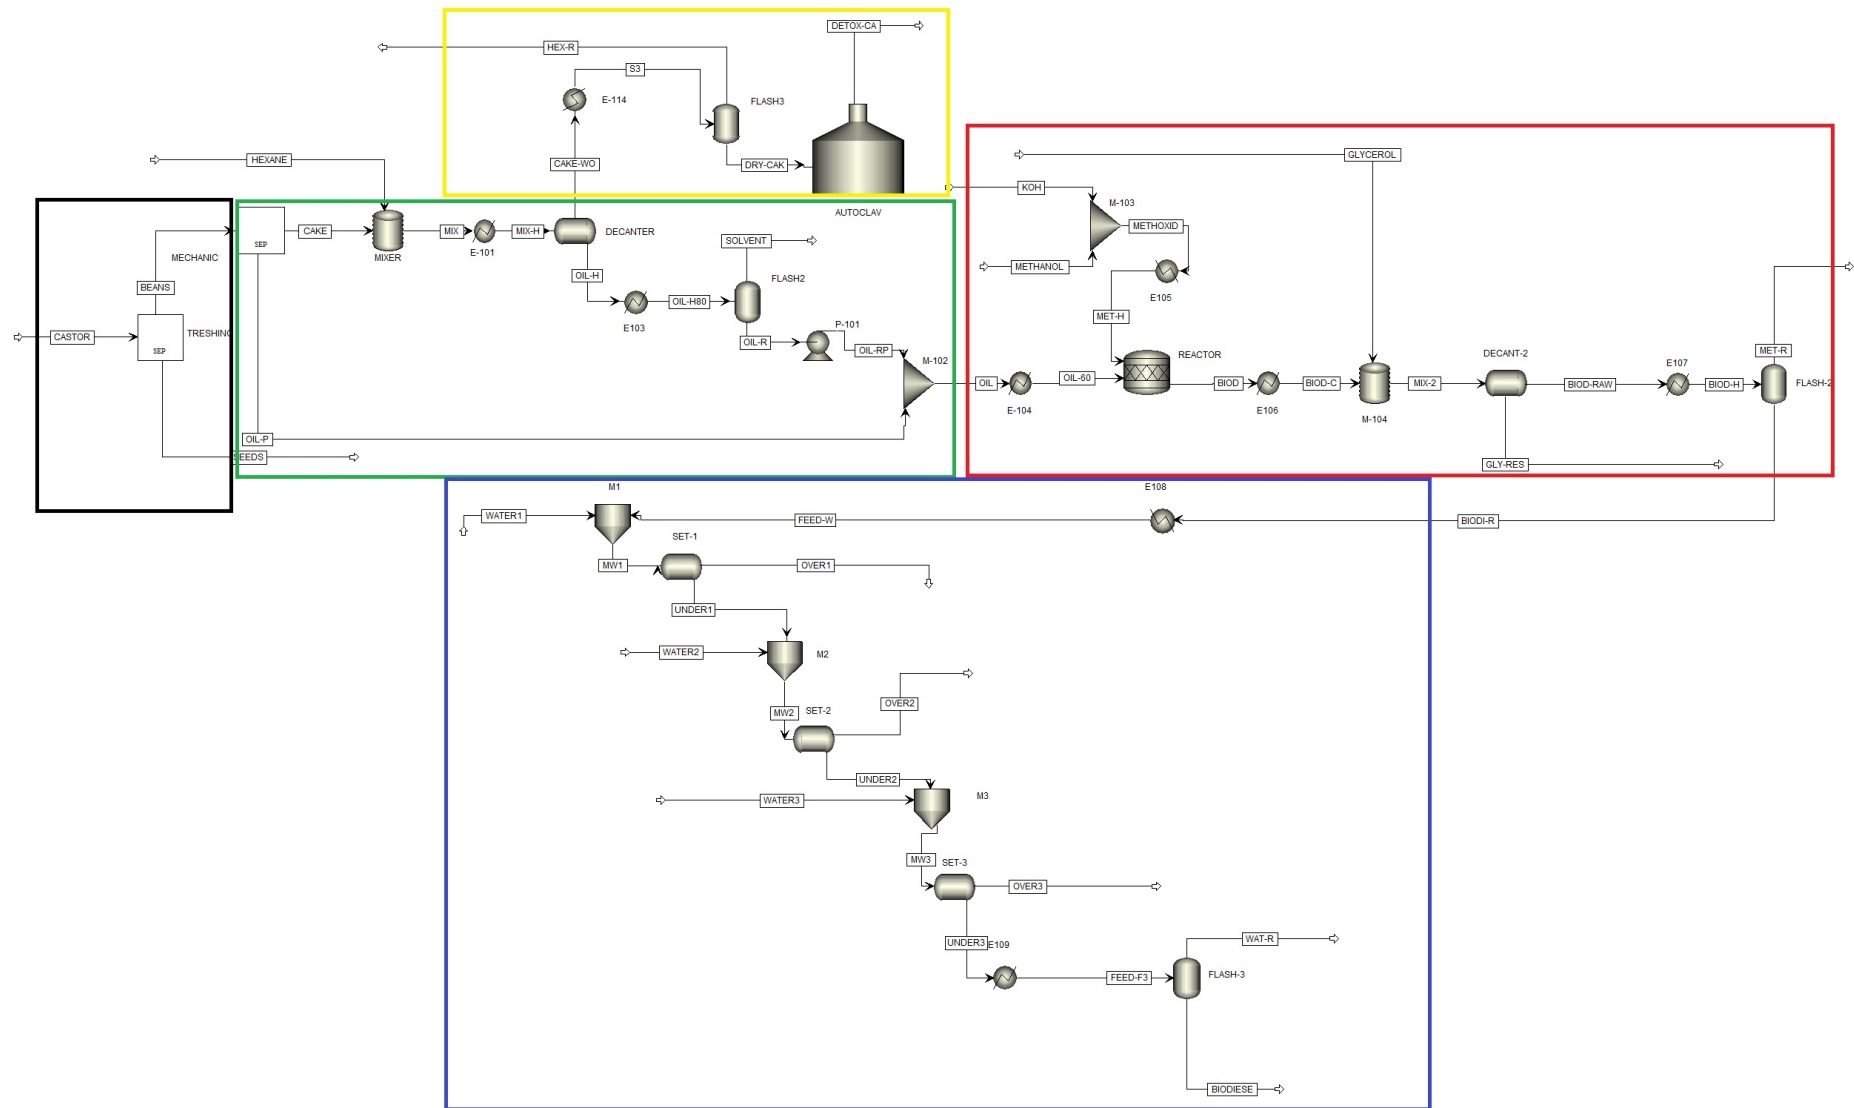 DETOX-CA
HEX-R
S3
E-114
FLASH3
HEXANE
CAKE-WO
DRY-CAK
GLYCEROL
KOH
AUTOCLAV
M-103
METHOXID
SEP
CAKE
MIX
MIX-H
DECANTER
SOLVENT
MIXER
E-101
MECHANIC
METHANOL
OIL-H
FLASH2
BEANS
E105
OIL-H80
MET-H
E103
P-101
CASTOR
TRESHING
SEP
OIL-R
OIL-RP
M-102
REACTOR
DECANT-2
MET-R
E107
OIL
OIL-60
BIOD
BIOD-C
MIX-2
BIOD-RAW
BIOD-H
FLASH-2
E-104
E106
M-104
OIL-P
SEEDS
GLY-RES
M1
E108
WATER1
FEED-W
BIODI-R
SET-1
MW1
OVER1
UNDER1
WATER2
M2
OVER2
MW2
SET-2
UNDER2
WATER3
M3
MW3
SET-3
OVER3
UNDER3
E109
WAT-R
FEED-F3
FLASH-3
BIODIESE